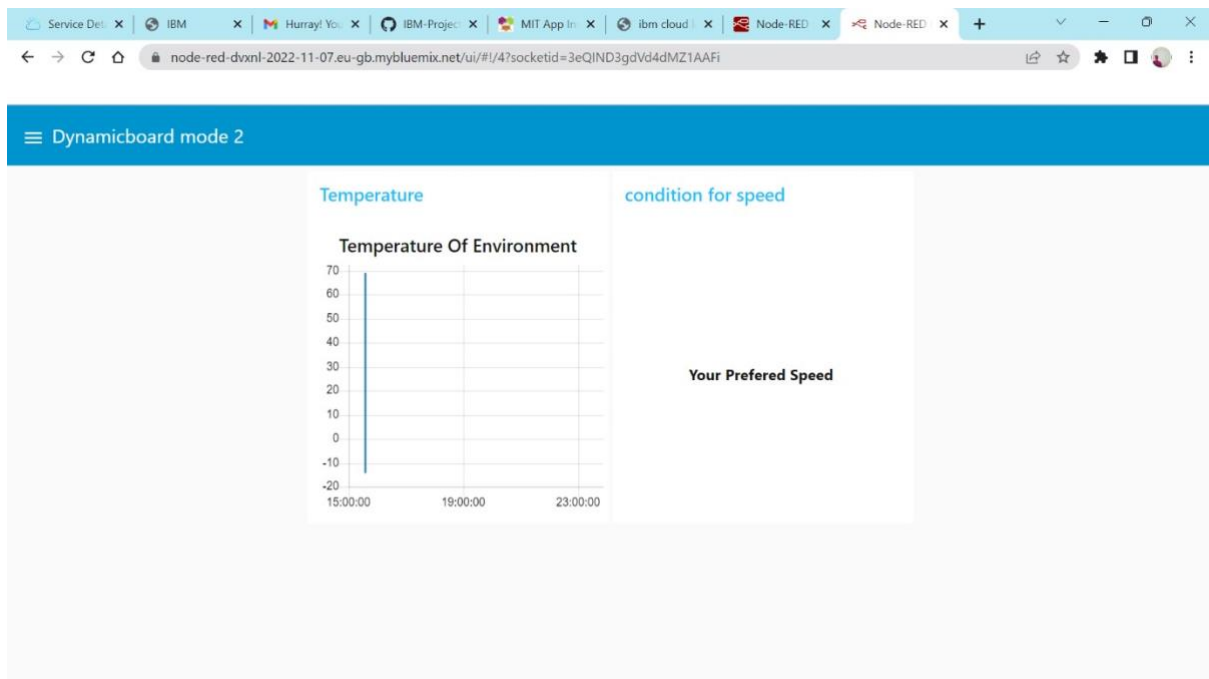 Service Det IBM Hurray! You IBM-Project MIT App In ibm cloud Node-RED Node-RED
node-red-dvxnl-2022-11-07.eu-gb.mybluemix.net/ui/#!/4?socketid=3eQIND3gdVd4dMZ1AAFi
Dynamicboard mode 2
Temperature
condition for speed
Temperature Of Environment
70
60
50
40
30
20
10
0
-10
-20
15:00:00 19:00:00 23:00:00
Your Prefered Speed